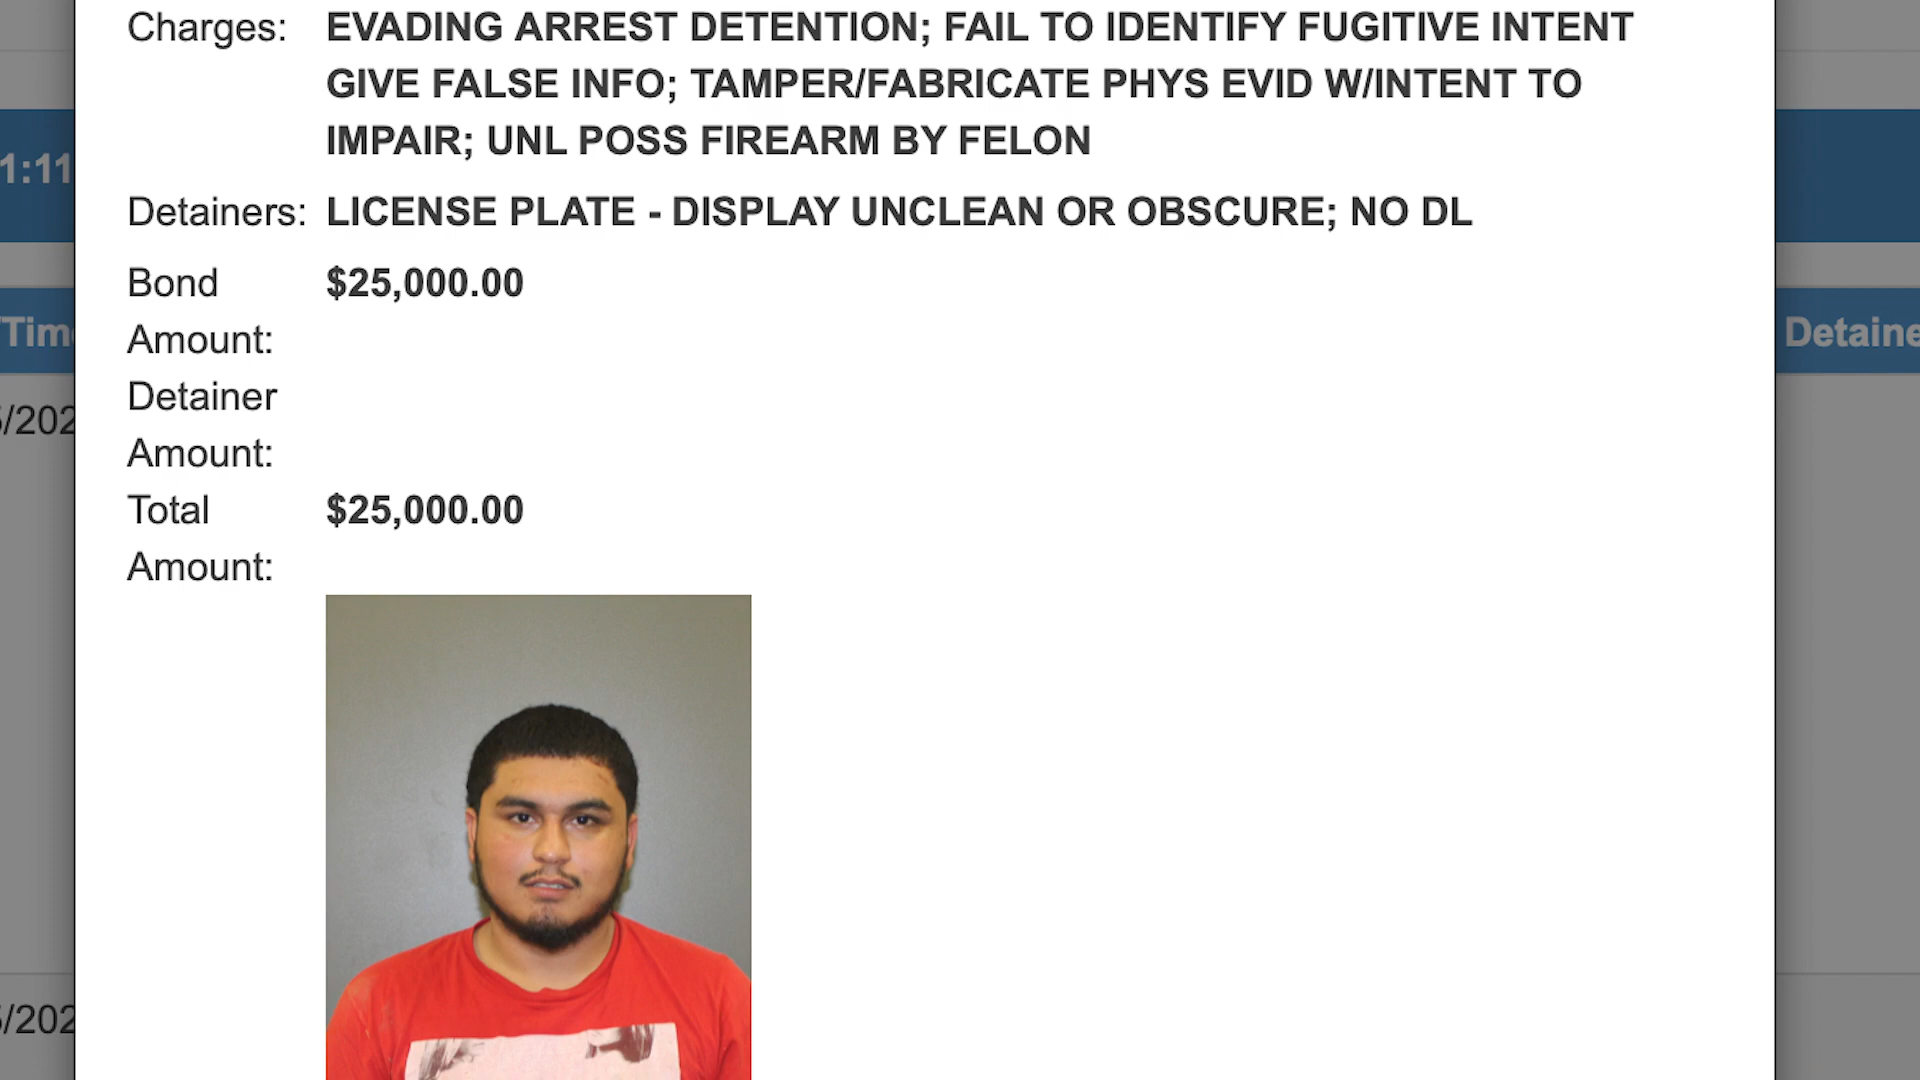 Charges: EVADING ARREST DETENTION; FAIL TO IDENTIFY FUGITIVE INTENT
GIVE FALSE INFO; TAMPER/FABRICATE PHYS EVID W/INTENT TO
IMPAIR; UNL POSS FIREARM BY FELON
1:11
Detainers: LICENSE PLATE - DISPLAY UNCLEAN OR OBSCURE; NO DL
Bond $25,000.00
Amount:
Detainer
Amount:
Total $25,000.00
Amount: